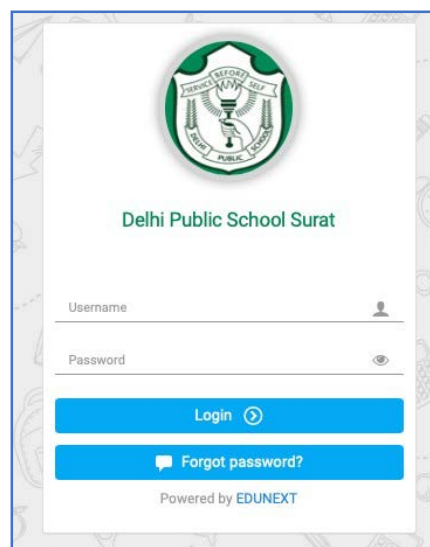 SERVICE BEFORE SELF
DELHI PUBLIC SCHOOL
Delhi Public School Surat
Username
Password
Login
Forgot password?
Powered by EDUNEXT